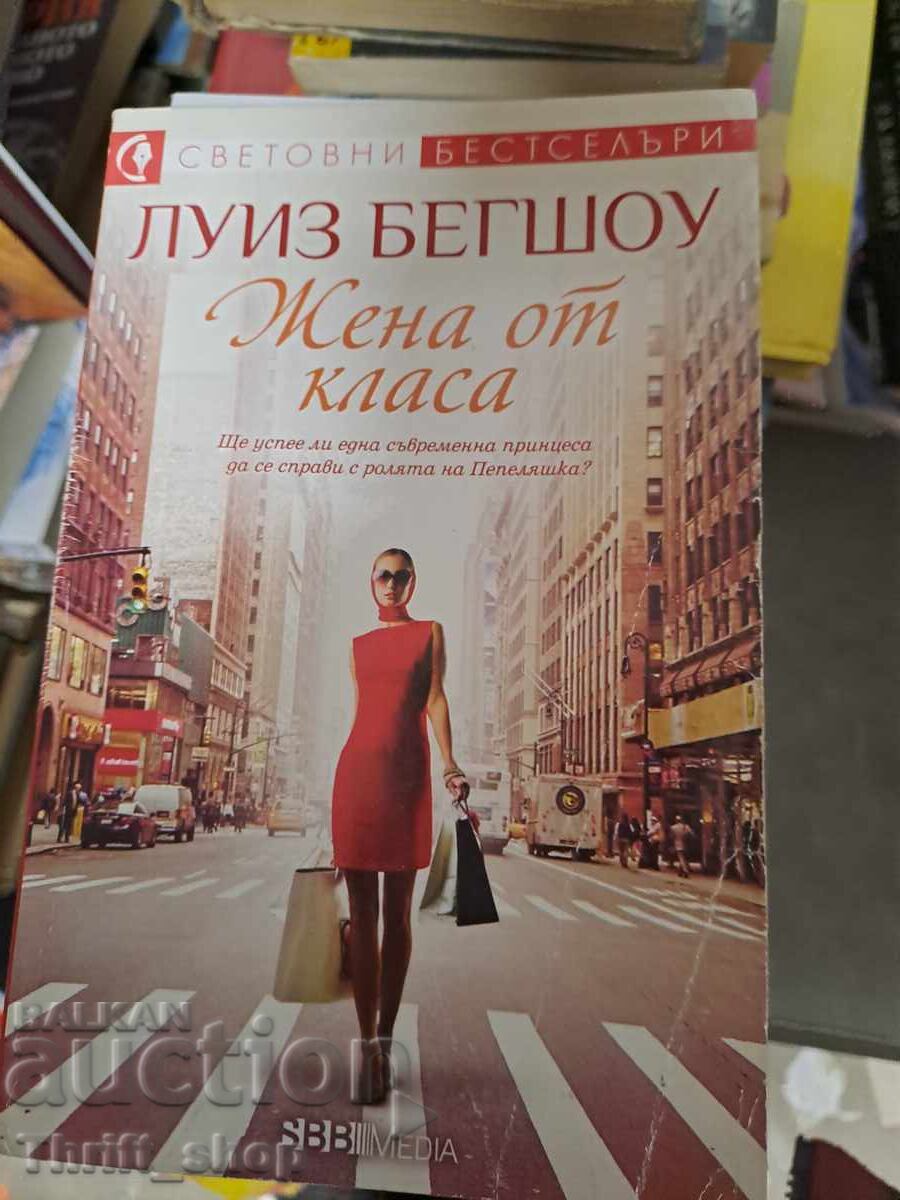 СВЕТОВНИ БЕСТСЕЛЪРИ
ЛУИЗ БЕГШОУ
Жена от
класа
Ще успее ли една съвременна принцеса
да се справи с ролята на Пепеляшка?
BALKAN
auction
SBB MEDIA
Thrift_shop